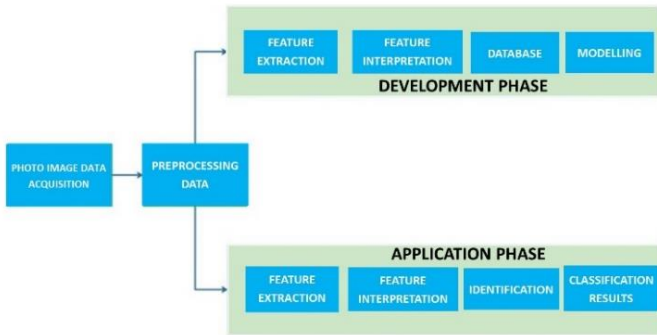 FEATURE
EXTRACTION
FEATURE
INTERPRETATION
DATABASE
MODELLING
DEVELOPMENT PHASE
PHOTO IMAGE DATA
ACQUISITION
PREPROCESSING
DATA
APPLICATION PHASE
FEATURE
EXTRACTION
FEATURE
INTERPRETATION
IDENTIFICATION
CLASSIFICATION
RESULTS